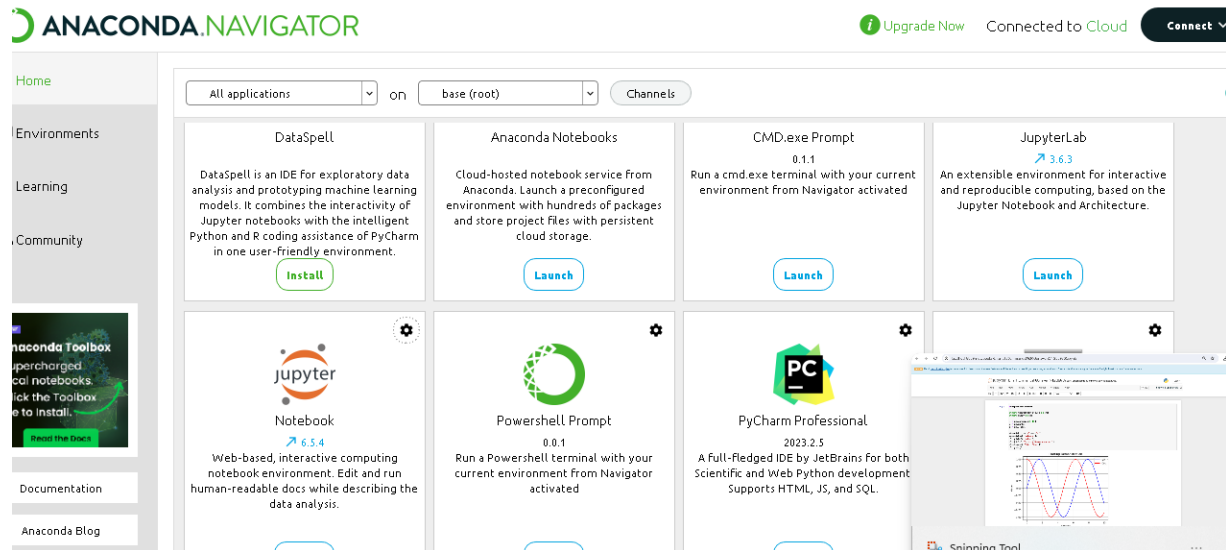 ANACONDA.NAVIGATOR
Upgrade Now
Connected to Cloud
Connect
Home
Environments
Learning
Community
All applications
on
base (root)
Channels
DataSpell
DataSpell is an IDE for exploratory data
analysis and prototyping machine learning
models. It combines the interactivity of
Jupyter notebooks with the intelligent
Python and R coding assistance of PyCharm
in one user-friendly environment.
Install
Anaconda Notebooks
Cloud-hosted notebook service from
Anaconda. Launch a preconfigured
environment with hundreds of packages
and store project files with persistent
cloud storage.
Launch
CMD.exe Prompt
0.1.1
Run a cmd.exe terminal with your current
environment from Navigator activated
Launch
JupyterLab
3.6.3
An extensible environment for interactive
and reproducible computing, based on the
Jupyter Notebook and Architecture.
Launch
jupyter
Notebook
6.5.4
Web-based, interactive computing
notebook environment. Edit and run
human-readable docs while describing the
data analysis.
Powershell Prompt
0.0.1
Run a Powershell terminal with your
current environment from Navigator
activated
PC
PyCharm Professional
2023.2.5
A full-fledged IDE by JetBrains for both
Scientific and Web Python development
Supports HTML, JS, and SQL.
naconda Toolbox
upercharged
cal notebooks.
lick the Toolbox
e to Install.
Read the Docs
Documentation
Anaconda Blog
Snipping Tool